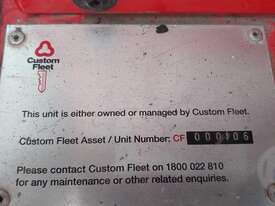 Custom
Fleet
This unit is either owned or managed by Custom Fleet.
Custom Fleet Asset / Unit Number: CF 000106
Please contact Custom Fleet on 1800 022 810
for any maintenance or other related enquiries.